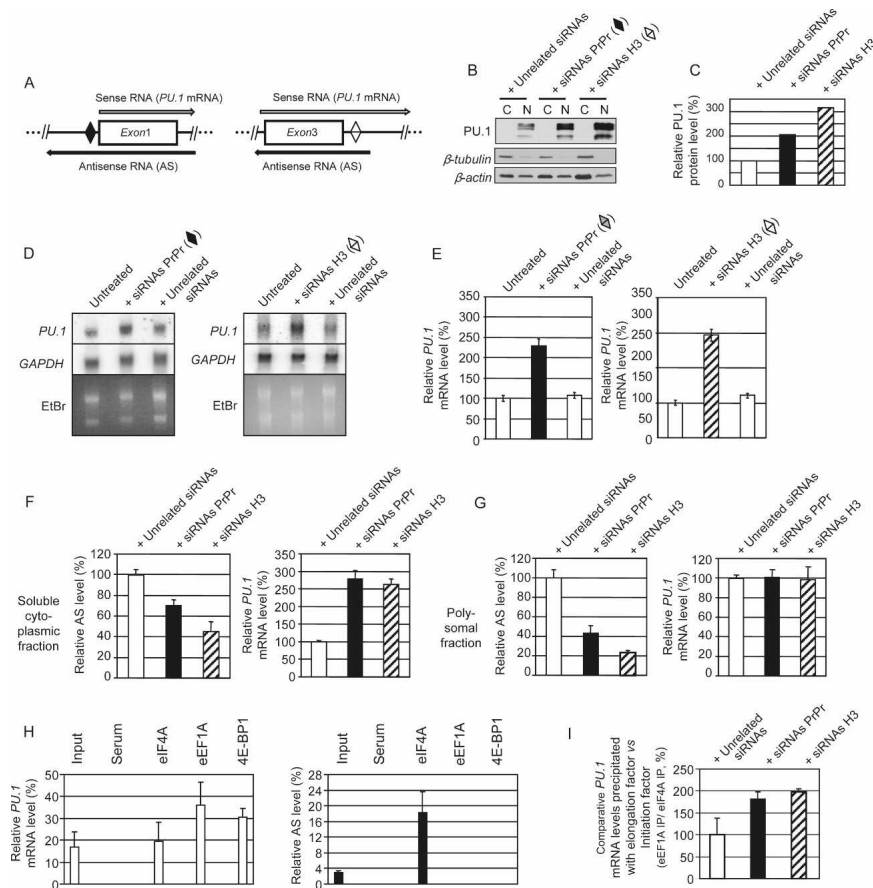 A
Sense RNA (PU.1 mRNA)
Exon1
Antisense RNA (AS)
Sense RNA (PU.1 mRNA)
Exon3
Antisense RNA (AS)
B
+ Unrelated siRNAs
+ siRNAs PrPr
+ siRNAs H3
C N C N C N
PU.1
β-tubulin
β-actin
C
+ Unrelated siRNAs
+ siRNAs PrPr
+ siRNAs H3
Relative PU.1
protein level (%)
300
200
100
0
D
Untreated
+ siRNAs PrPr
+ Unrelated
siRNAs
PU.1
GAPDH
EtBr
Untreated
+ siRNAs H3
+ Unrelated
siRNAs
PU.1
GAPDH
EtBr
E
Untreated
+ siRNAs PrPr
+ Unrelated
siRNAs
Relative PU.1
mRNA level (%)
350
300
250
200
150
100
50
0
Untreated
+ siRNAs H3
+ Unrelated
siRNAs
Relative PU.1
mRNA level (%)
350
300
250
200
150
100
50
0
F
Soluble
cyto-
plasmic
fraction
+ Unrelated siRNAs
+ siRNAs PrPr
+ siRNAs H3
Relative AS level (%)
120
100
80
60
40
20
0
+ Unrelated siRNAs
+ siRNAs PrPr
+ siRNAs H3
Relative PU.1
mRNA level (%)
350
300
250
200
150
100
50
0
G
Poly-
somal
fraction
+ Unrelated siRNAs
+ siRNAs PrPr
+ siRNAs H3
Relative AS level (%)
120
100
80
60
40
20
0
+ Unrelated siRNAs
+ siRNAs PrPr
+ siRNAs H3
Relative PU.1
mRNA level (%)
120
100
80
60
40
20
0
H
Input
Serum
eIF4A
eEF1A
4E-BP1
Relative PU.1
mRNA level (%)
50
40
30
20
10
0
Input
Serum
eIF4A
eEF1A
4E-BP1
Relative AS level (%)
28
24
20
16
12
8
4
0
I
+ Unrelated
siRNAs
+ siRNAs PrPr
+ siRNAs H3
Comparative PU.1
mRNA levels precipitated
with elongation factor vs
Initiation factor
(eEF1A IP/ eIF4A IP, %)
250
200
150
100
50
0